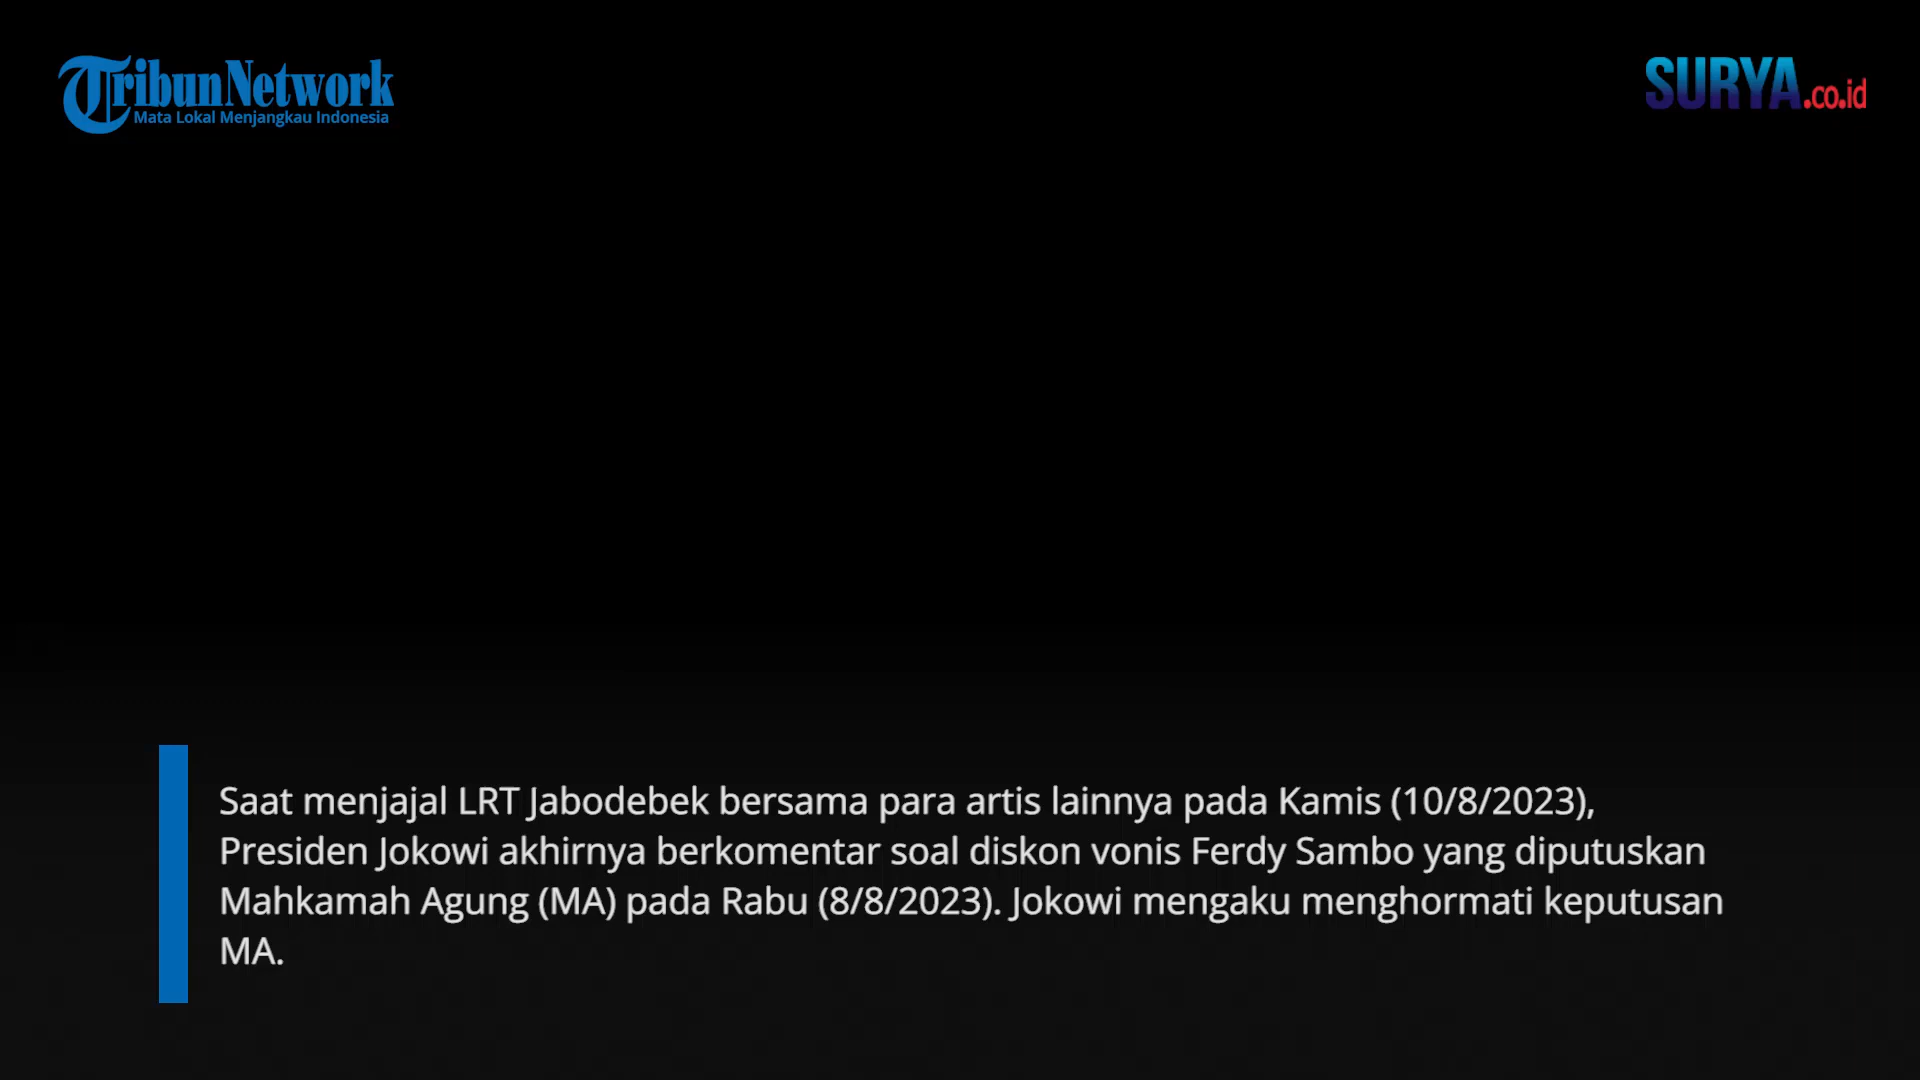 TribunNetwork
Mata Lokal Menjangkau Indonesia
SURYA.co.id
Saat menjajal LRT Jabodebek bersama para artis lainnya pada Kamis (10/8/2023),
Presiden Jokowi akhirnya berkomentar soal diskon vonis Ferdy Sambo yang diputuskan
Mahkamah Agung (MA) pada Rabu (8/8/2023). Jokowi mengaku menghormati keputusan
MA.